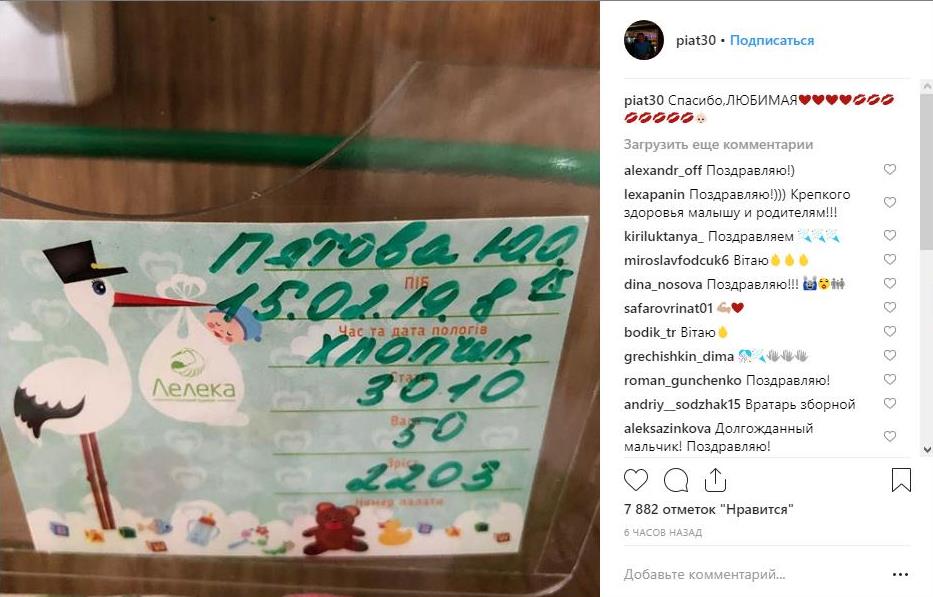 Пятова Ю.О.
ПІБ
15.02.19. 8
Час та дата пологів
хлопчик
Стать
3010
Вага
50
Зріст
2203
Номер палати
Лелека
piat30 • Подписаться
piat30 Спасибо,ЛЮБИМАЯ❤❤❤❤💋💋💋
💋💋💋💋💋👶🏻
Загрузить еще комментарии
alexandr_off Поздравляю!)
lexapanin Поздравляю!))) Крепкого
здоровья малышу и родителям!!!
kiriluktanya_ Поздравляем
miroslavfodcuk6 Вітаю
dina_nosova Поздравляю!!!
safarovrinat01
bodik_tr Вітаю
grechishkin_dima
roman_gunchenko Поздравляю!
andriy__sodzhak15 Вратарь зборной
aleksazinkova Долгожданный
мальчик! Поздравляю!
7 882 отметок "Нравится"
6 ЧАСОВ НАЗАД
Добавьте комментарий...